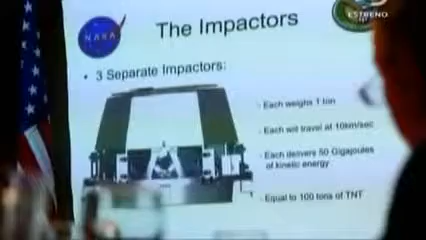 NASA
The Impactors
ESTRENO
• 3 Separate Impactors:
- Each weighs 1 ton
- Each will travel at 10km/sec
- Each delivers 50 Gigajoules
of kinetic energy
- Equal to 100 tons of TNT